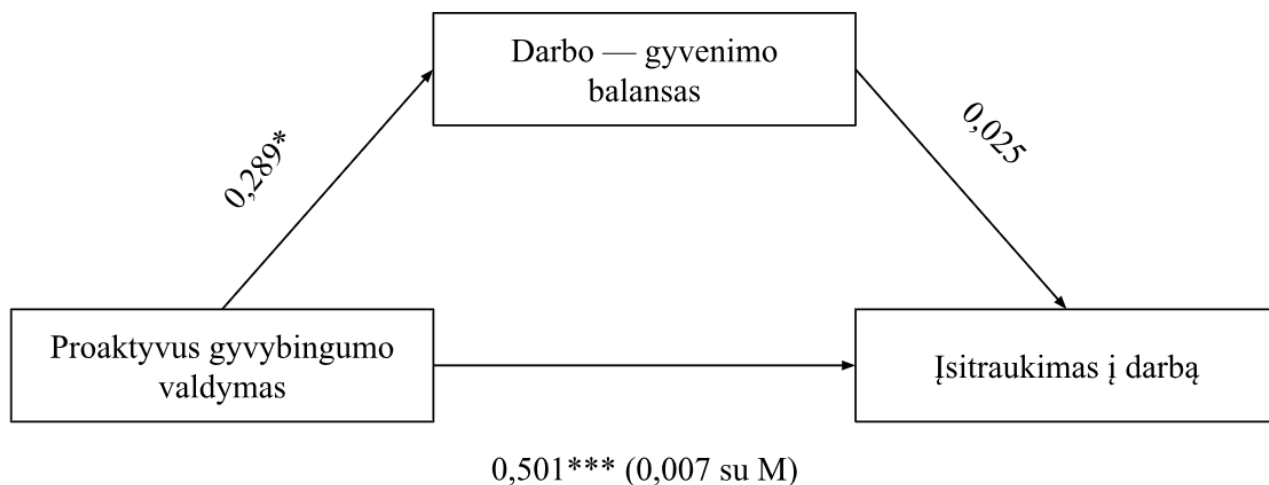 Darbo — gyvenimo
balansas
0,289*
0,025
Proaktyvus gyvybingumo
valdymas
Įsitraukimas į darbą
0,501*** (0,007 su M)